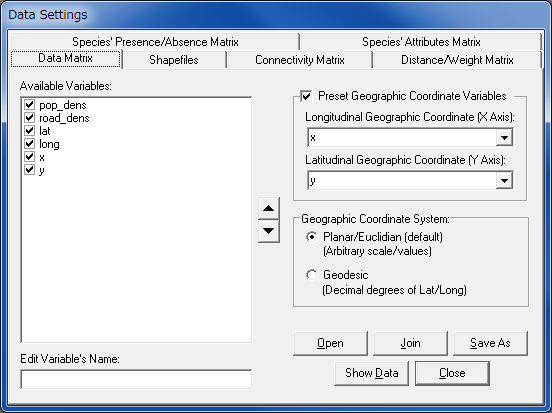 Data Settings
Species' Presence/Absence Matrix
Species' Attributes Matrix
Data Matrix
Shapefiles
Connectivity Matrix
Distance/Weight Matrix
Available Variables:
pop_dens
road_dens
lat
long
x
y
Edit Variable's Name:
Preset Geographic Coordinate Variables
Longitudinal Geographic Coordinate (X Axis):
x
Latitudinal Geographic Coordinate (Y Axis):
y
Geographic Coordinate System:
Planar/Euclidian (default)
(Arbitrary scale/values)
Geodesic
(Decimal degrees of Lat/Long)
Open
Join
Save As
Show Data
Close